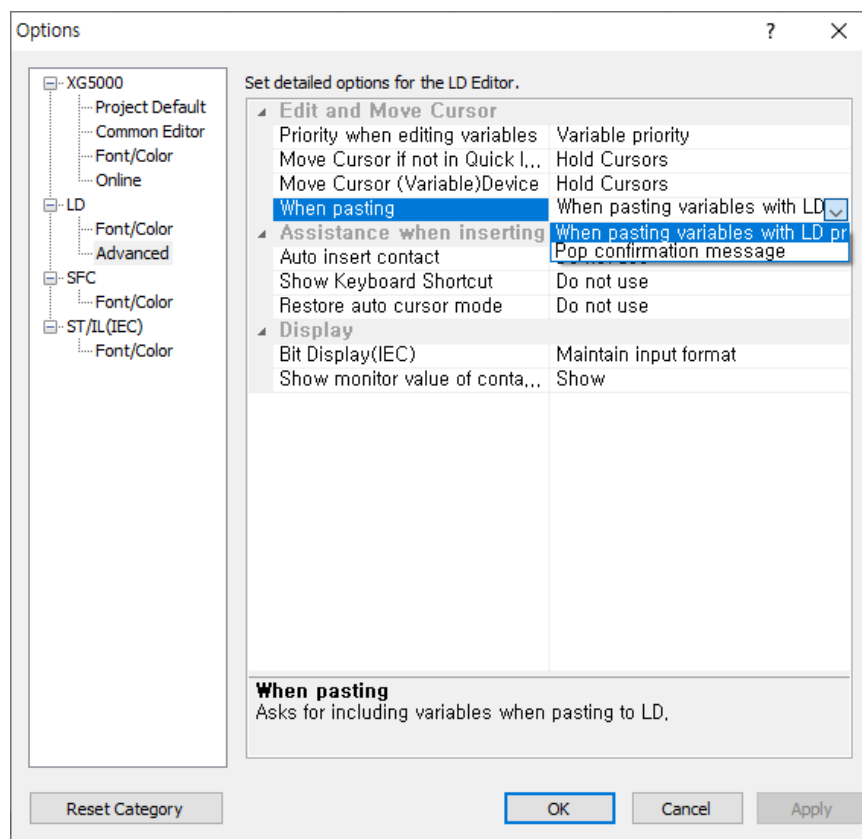 Options
?
XG5000
Project Default
Common Editor
Font/Color
Online
LD
Font/Color
Advanced
SFC
Font/Color
ST/IL(IEC)
Font/Color
Set detailed options for the LD Editor.
Edit and Move Cursor
Priority when editing variables Variable priority
Move Cursor if not in Quick I... Hold Cursors
Move Cursor (Variable)Device Hold Cursors
When pasting When pasting variables with LD
Assistance when inserting When pasting variables with LD pr
Pop confirmation message
Auto insert contact
Show Keyboard Shortcut Do not use
Restore auto cursor mode Do not use
Display
Bit Display(IEC) Maintain input format
Show monitor value of conta... Show
When pasting
Asks for including variables when pasting to LD.
Reset Category
OK
Cancel
Apply